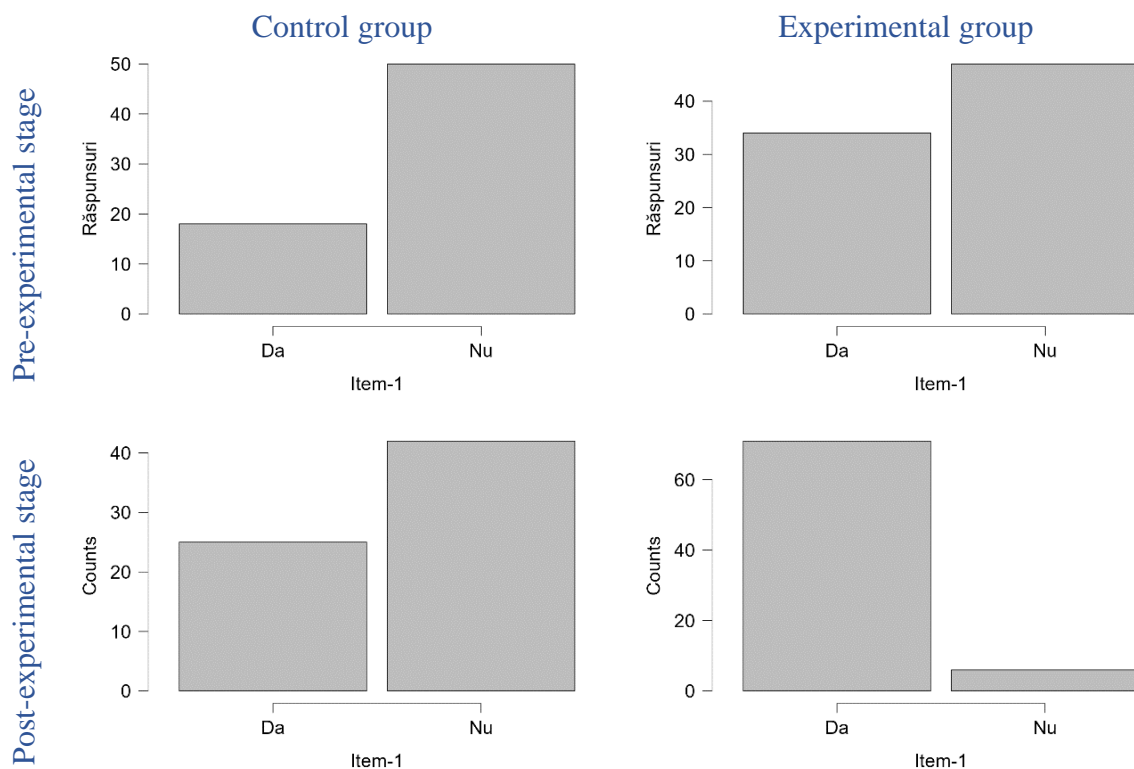 Control group
Experimental group
Pre-experimental stage
Răspunsuri
50
40
30
20
10
0
Da
Nu
Item-1
Răspunsuri
40
30
20
10
0
Da
Nu
Item-1
Post-experimental stage
Counts
40
30
20
10
0
Da
Nu
Item-1
Counts
60
40
20
0
Da
Nu
Item-1